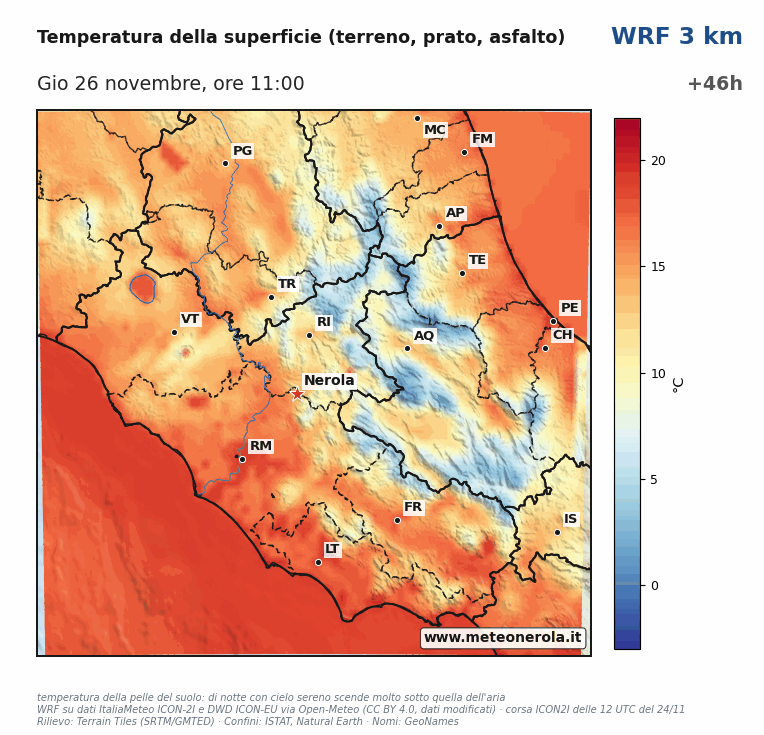 Temperatura della superficie (terreno, prato, asfalto)
WRF 3 km
Gio 26 novembre, ore 11:00
+46h
MC
FM
PG
AP
TE
TR
PE
VT
RI
AQ
CH
Nerola
RM
FR
IS
LT
www.meteonerola.it
20
15
10
5
0
°C
temperatura della pelle del suolo: di notte con cielo sereno scende molto sotto quella dell'aria
WRF su dati ItaliaMeteo ICON-2I e DWD ICON-EU via Open-Meteo (CC BY 4.0, dati modificati) · corsa ICON2I delle 12 UTC del 24/11
Rilievo: Terrain Tiles (SRTM/GMTED) · Confini: ISTAT, Natural Earth · Nomi: GeoNames